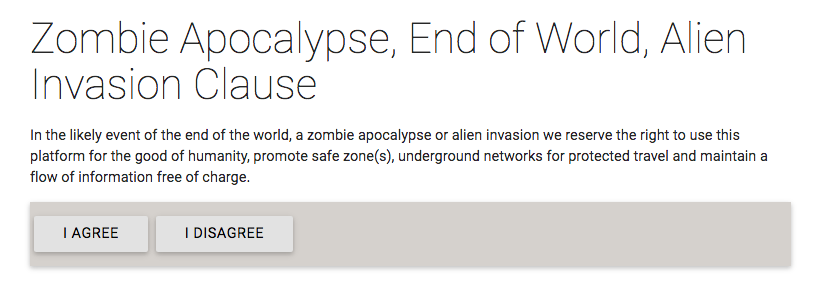 Zombie Apocalypse, End of World, Alien
Invasion Clause
In the likely event of the end of the world, a zombie apocalypse or alien invasion we reserve the right to use this
platform for the good of humanity, promote safe zone(s), underground networks for protected travel and maintain a
flow of information free of charge.
I AGREE I DISAGREE